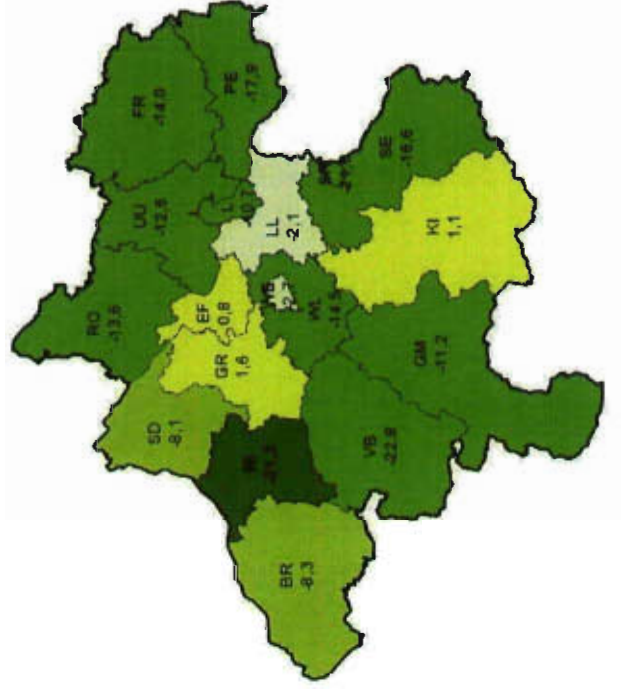 FR
-14,0
PE
-17,9
UU
-12,6
RO
-13,6
LL
-2,1
SE
-16,6
EF
0,8
KI
1,1
WL
-14,5
GR
1,6
GM
-11,2
SD
-8,1
VB
-22,9
BR
-8,3